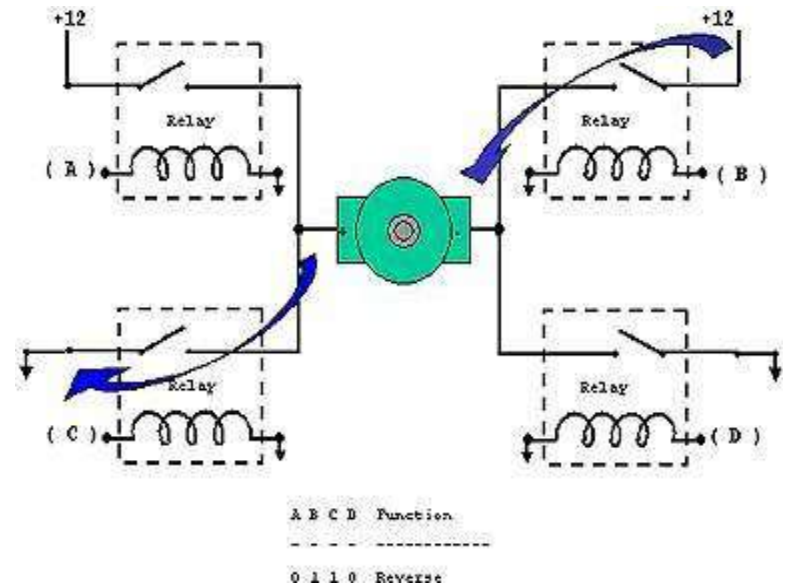 +12 +12
Relay Relay
( A ) ( B )
Relay Relay
( C ) ( D )
A B C D Function
- - - - -------------
0 1 1 0 Reverse